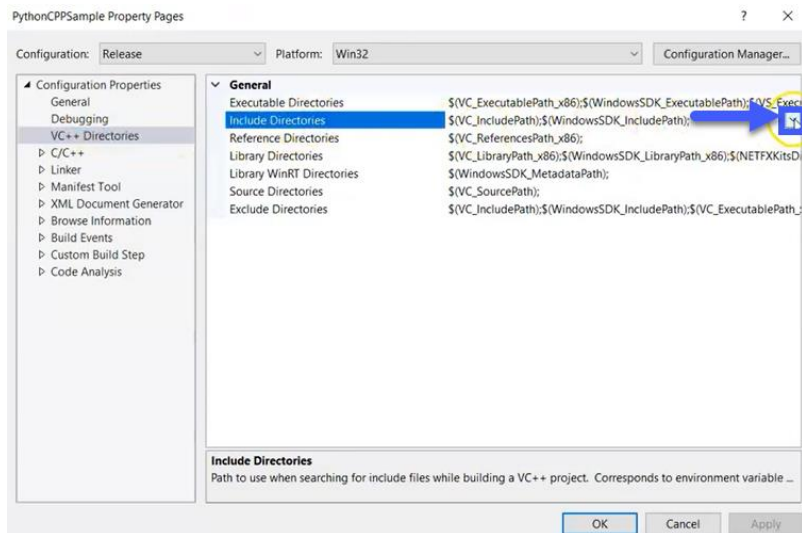 PythonCPPSample Property Pages
? ×
Configuration: Release Platform: Win32 Configuration Manager...
Configuration Properties
General
Debugging
VC++ Directories
C/C++
Linker
Manifest Tool
XML Document Generator
Browse Information
Build Events
Custom Build Step
Code Analysis
General
Executable Directories $(VC_ExecutablePath_x86);$(WindowsSDK_ExecutablePath);$(VS_Exec
Include Directories $(VC_IncludePath);$(WindowsSDK_IncludePath);
Reference Directories $(VC_ReferencesPath_x86);
Library Directories $(VC_LibraryPath_x86);$(WindowsSDK_LibraryPath_x86);$(NETFXKitsD
Library WinRT Directories $(WindowsSDK_MetadataPath);
Source Directories $(VC_SourcePath);
Exclude Directories $(VC_IncludePath);$(WindowsSDK_IncludePath);$(VC_ExecutablePath_
Include Directories
Path to use when searching for include files while building a VC++ project. Corresponds to environment variable ...
OK Cancel Apply